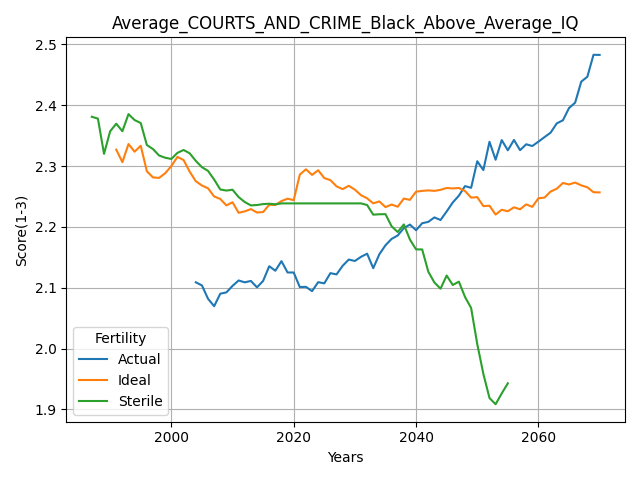 Average_COURTS_AND_CRIME_Black_Above_Average_IQ
Score(1-3)
2.5
2.4
2.3
2.2
2.1
2.0
1.9
Fertility
Actual
Ideal
Sterile
2000
2020
2040
2060
Years